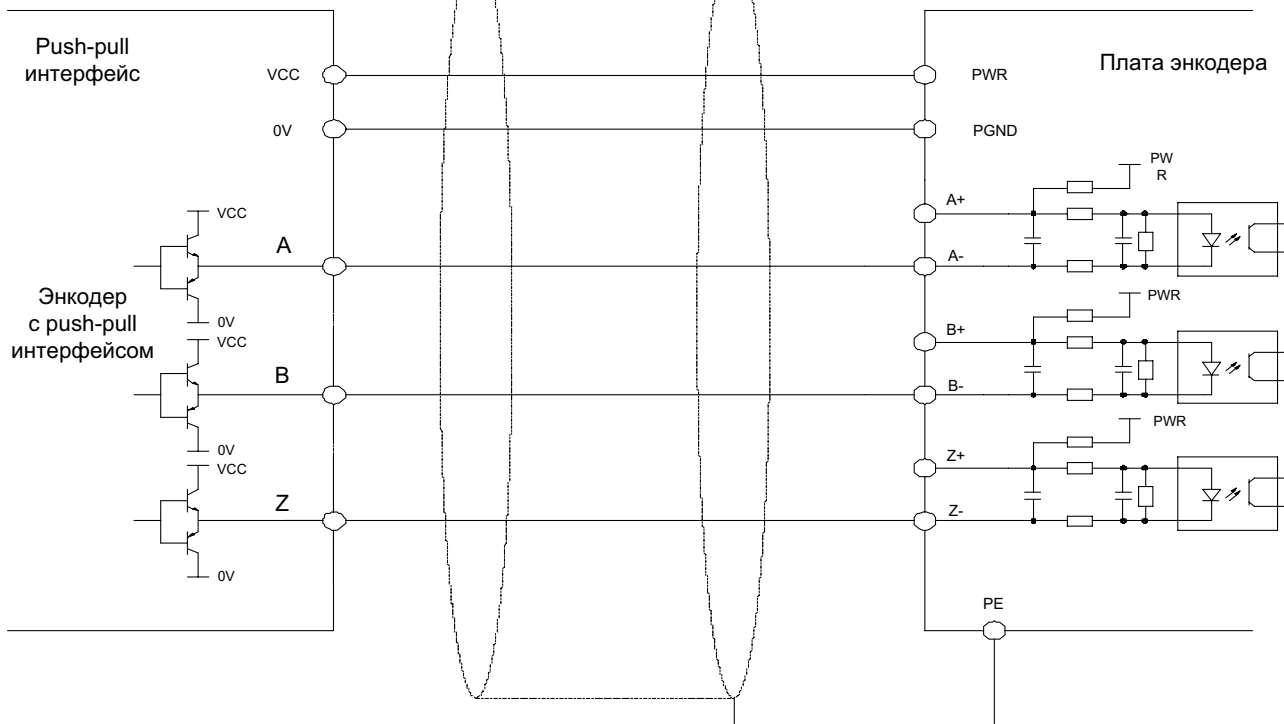 Push-pull
интерфейс
VCC
0V
VCC
A
Энкодер
с push-pull
интерфейсом
0V
VCC
B
0V
VCC
Z
0V
PWR
PGND
Плата энкодера
PW
R
A+
A-
PWR
B+
B-
PWR
Z+
Z-
PE